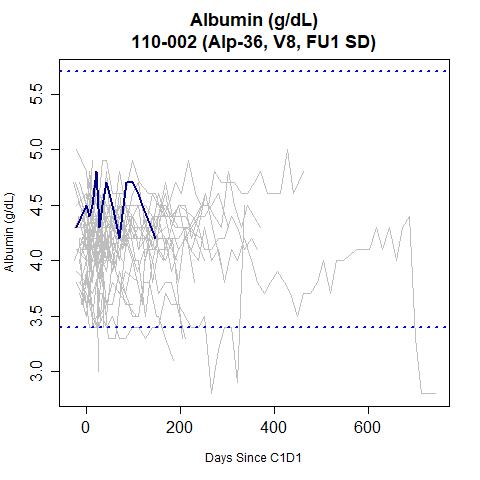 Albumin (g/dL)
110-002 (Alp-36, V8, FU1 SD)
Albumin (g/dL)
5.5
5.0
4.5
4.0
3.5
3.0
0 200 400 600
Days Since C1D1